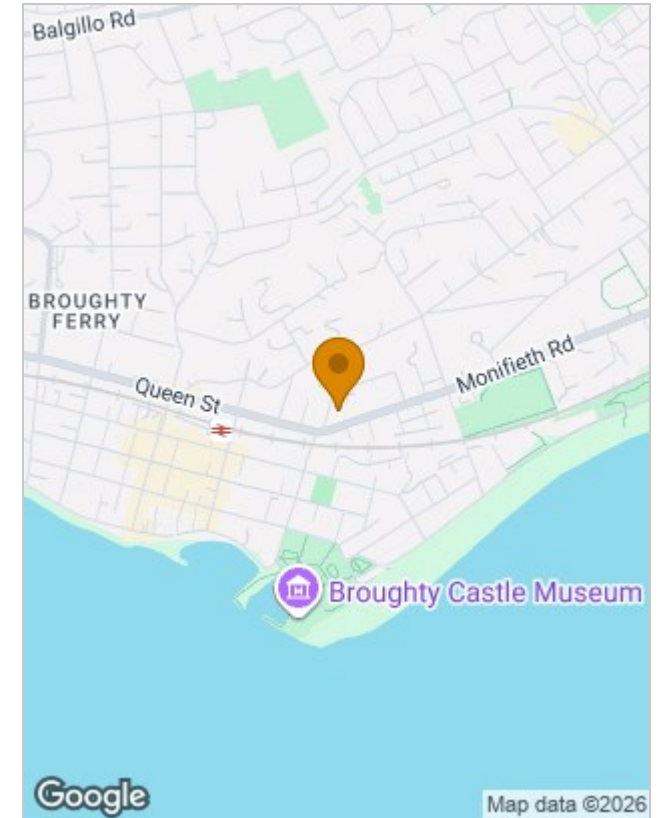 Balgillo Rd
BROUGHTY
FERRY
Monifieth Rd
Queen St
Broughty Castle Museum
Google
Map data ©2026